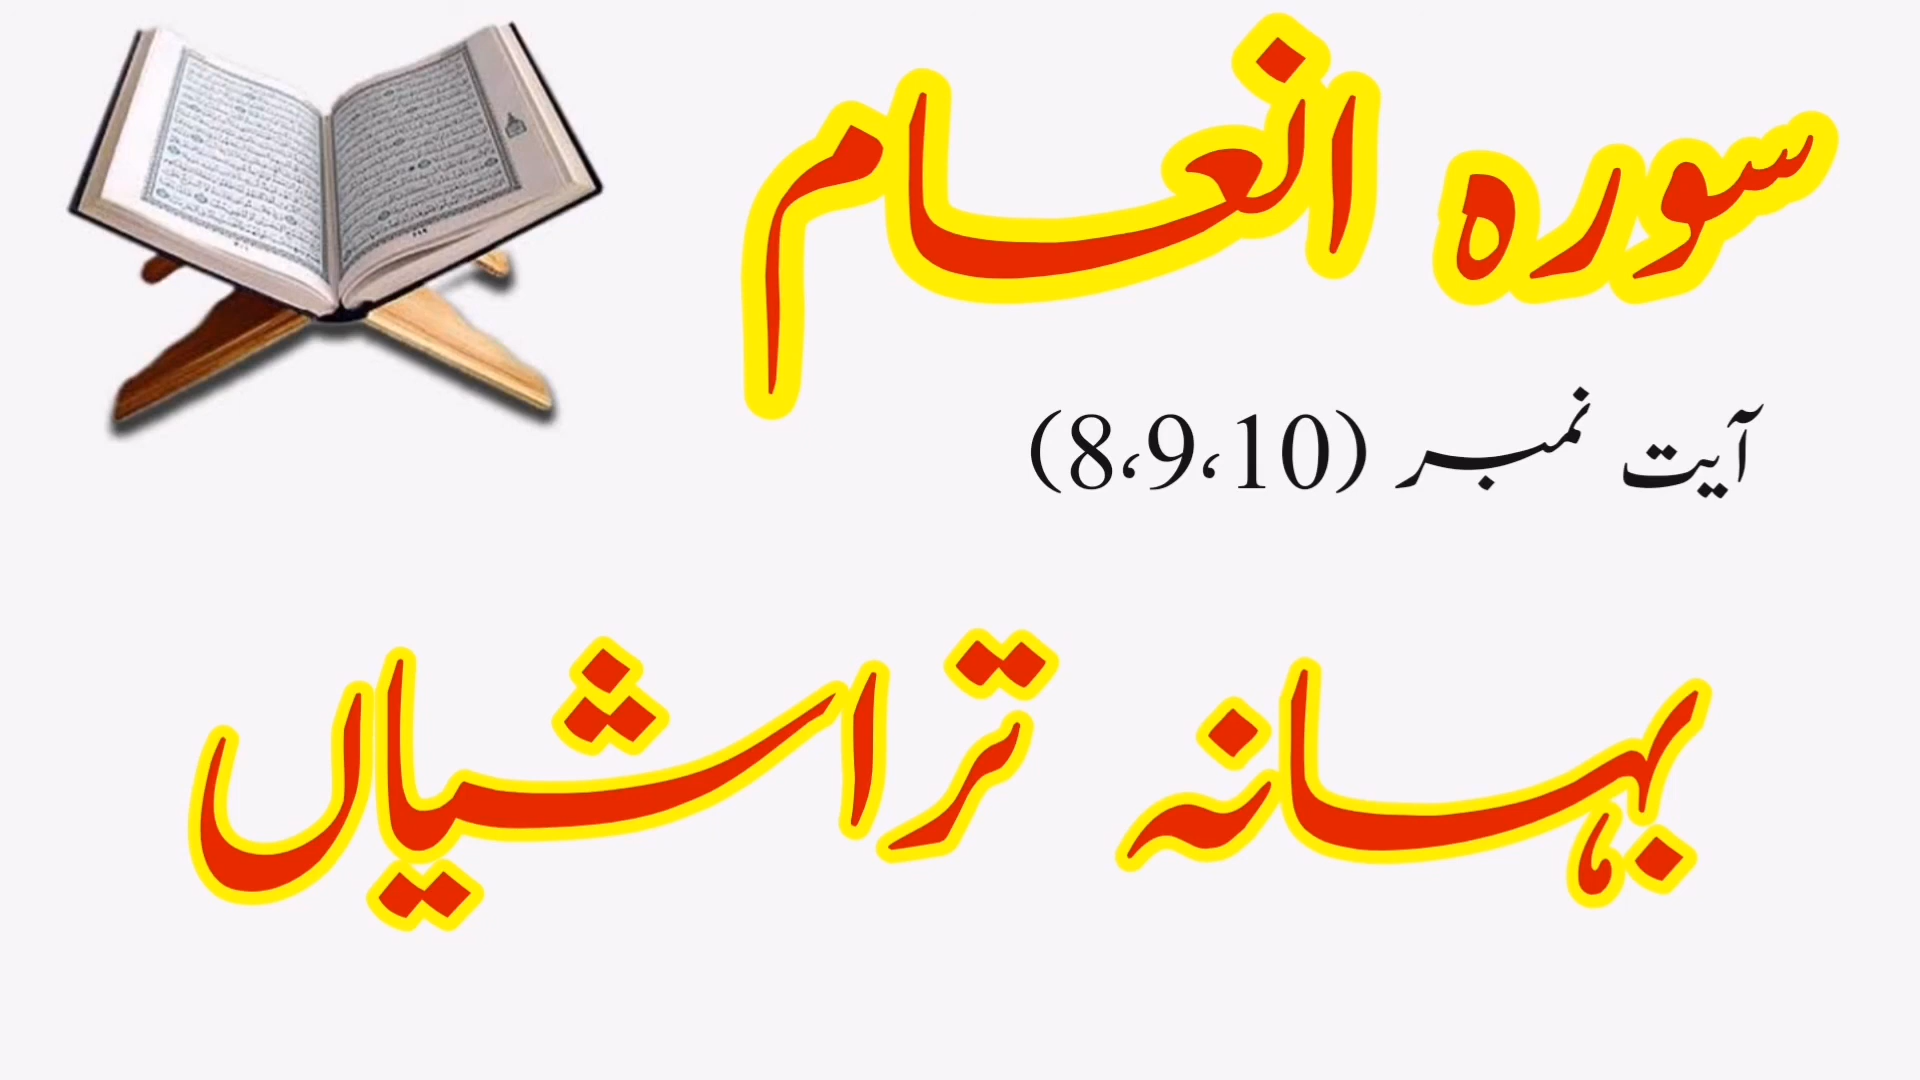 سورہ انعام
آیت نمبر (8،9،10)
بہانہ تراشیاں